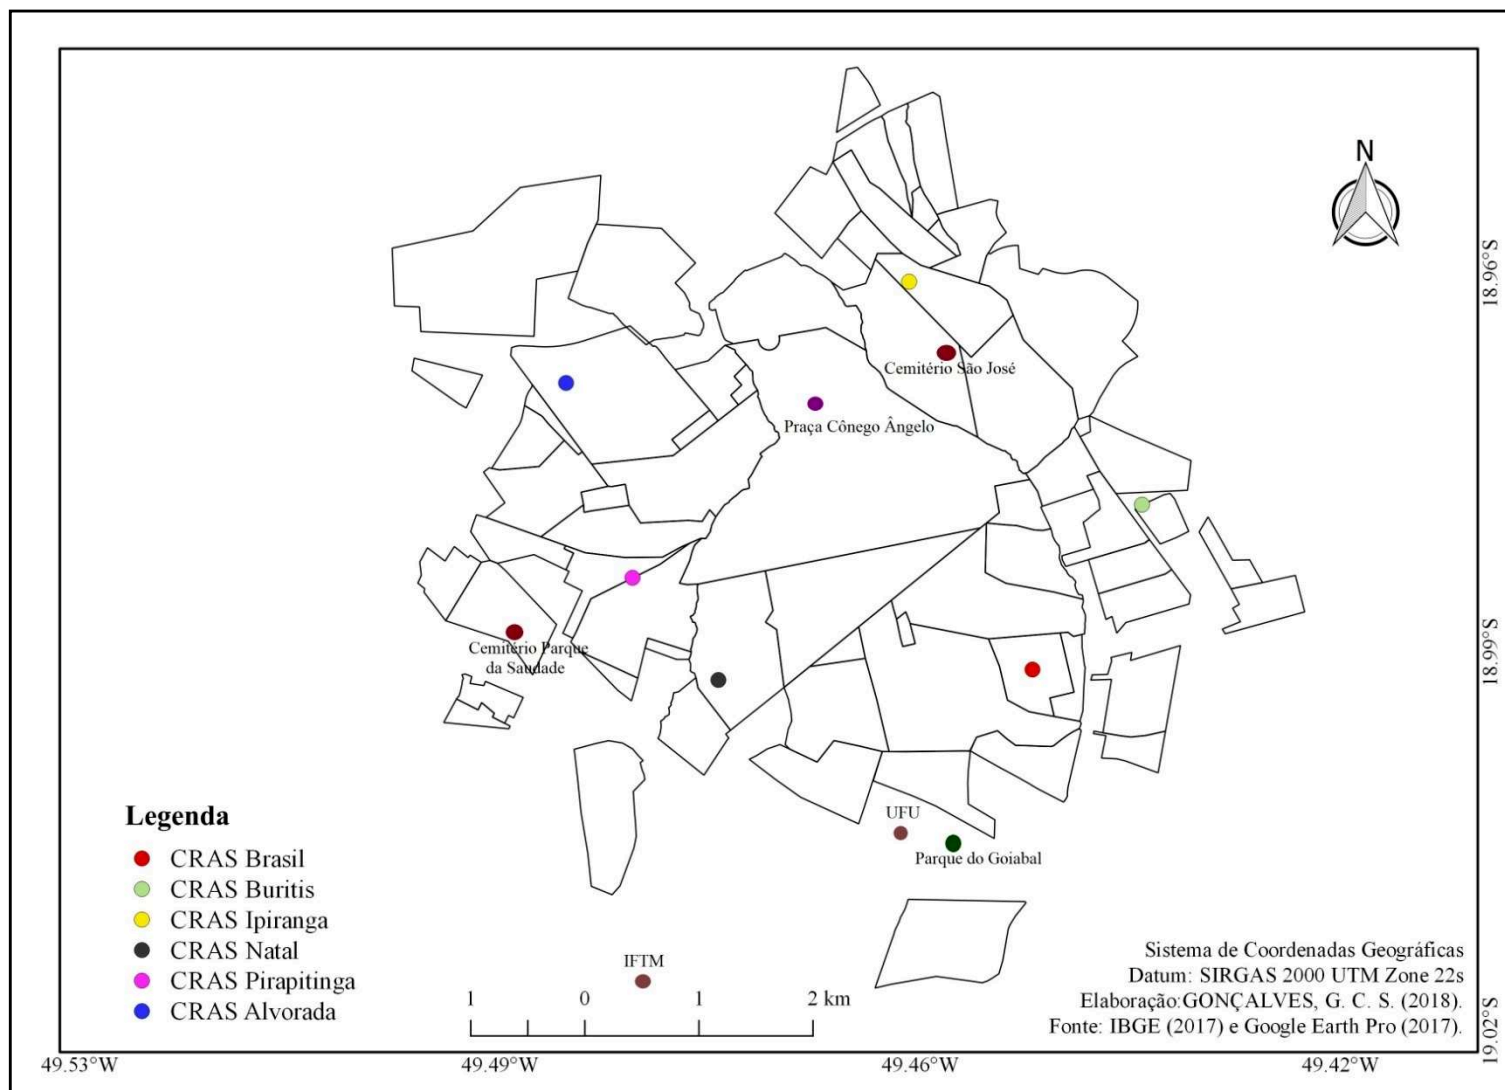 N
18.96°S
Cemitério São José
Praça Cônego Ângelo
18.99°S
Cemitério Parque
da Saudade
UFU
Parque do Goiabal
Legenda
CRAS Brasil
CRAS Buritis
CRAS Ipiranga
CRAS Natal
CRAS Pirapitinga
CRAS Alvorada
IFTM
1 0 1 2 km
Sistema de Coordenadas Geográficas
Datum: SIRGAS 2000 UTM Zone 22s
Elaboração:GONÇALVES, G. C. S. (2018).
Fonte: IBGE (2017) e Google Earth Pro (2017).
19.02°S
49.53°W 49.49°W 49.46°W 49.42°W